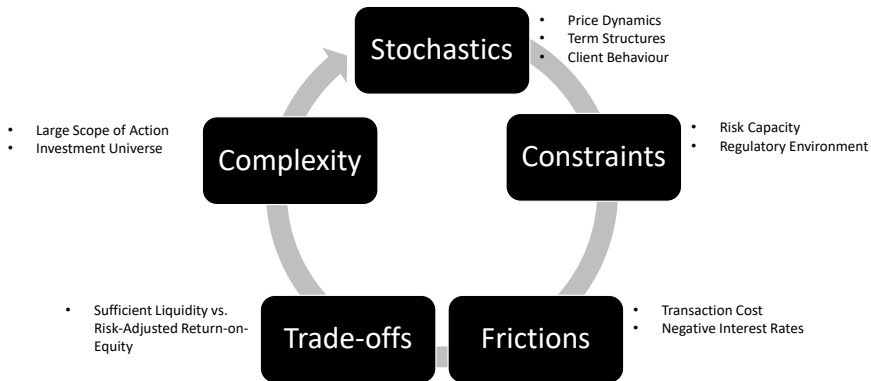 Stochastics
• Price Dynamics
• Term Structures
• Client Behaviour
Constraints
• Risk Capacity
• Regulatory Environment
Frictions
• Transaction Cost
• Negative Interest Rates
Trade-offs
• Sufficient Liquidity vs.
Risk-Adjusted Return-on-
Equity
Complexity
• Large Scope of Action
• Investment Universe